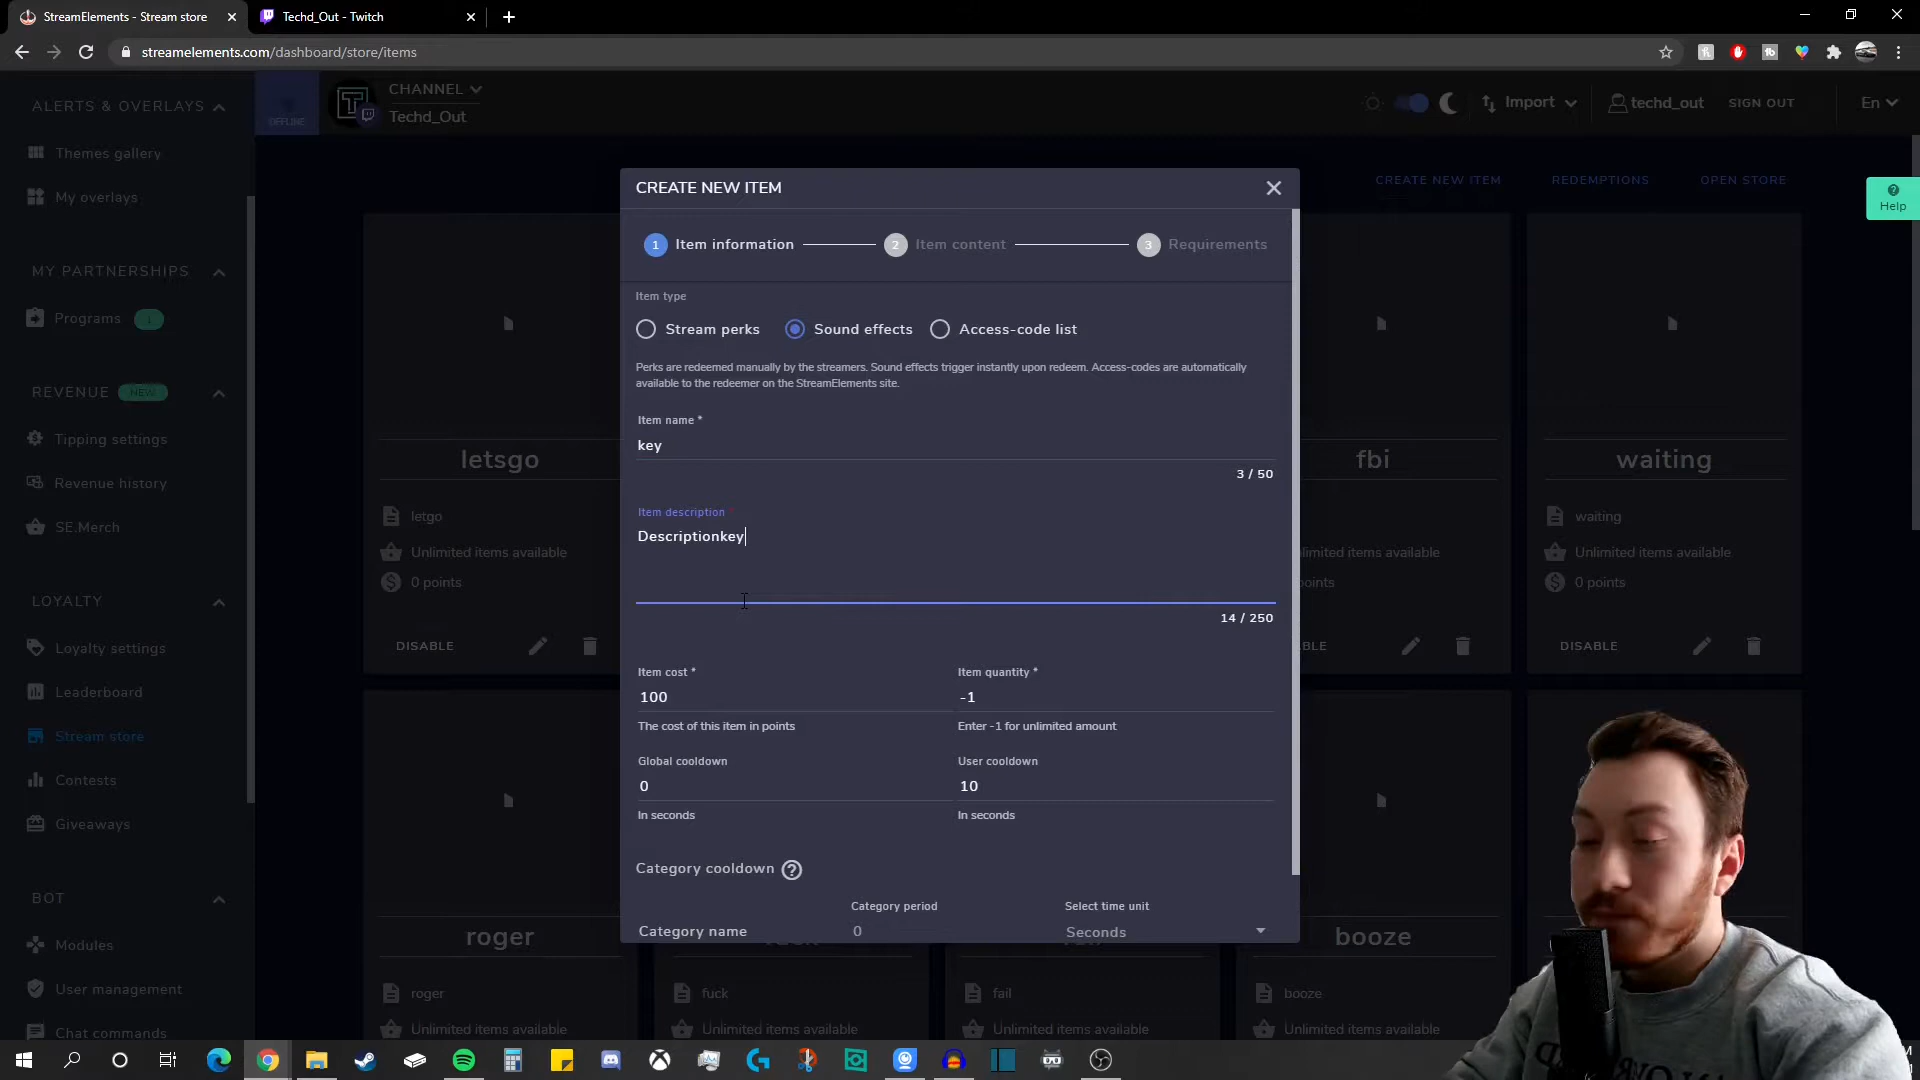 StreamElements - Stream store
Techd_Out - Twitch
streamelements.com/dashboard/store/items
ALERTS & OVERLAYS
Themes gallery
My overlays
MY PARTNERSHIPS
Programs
REVENUE NEW
Tipping settings
Revenue history
SE.Merch
LOYALTY
Loyalty settings
Leaderboard
Stream store
Contests
Giveaways
BOT
Modules
User management
Chat commands
OFFLINE
CHANNEL
Techd_Out
Import
techd_out
SIGN OUT
En
CREATE NEW ITEM
REDEMPTIONS
OPEN STORE
Help
CREATE NEW ITEM
1 Item information
2 Item content
3 Requirements
Item type
Stream perks
Sound effects
Access-code list
Perks are redeemed manually by the streamers. Sound effects trigger instantly upon redeem. Access-codes are automatically
available to the redeemer on the StreamElements site.
Item name *
key
3 / 50
Item description *
Descriptionkey
14 / 250
Item cost *
100
The cost of this item in points
Item quantity *
-1
Enter -1 for unlimited amount
Global cooldown
0
In seconds
User cooldown
10
In seconds
Category cooldown
Category name
Category period
0
Select time unit
Seconds
letsgo
letgo
Unlimited items available
0 points
DISABLE
fbi
limited items available
points
BLE
waiting
waiting
Unlimited items available
0 points
DISABLE
roger
roger
Unlimited items available
fuck
Unlimited items available
fail
Unlimited items available
booze
booze
Unlimited items available